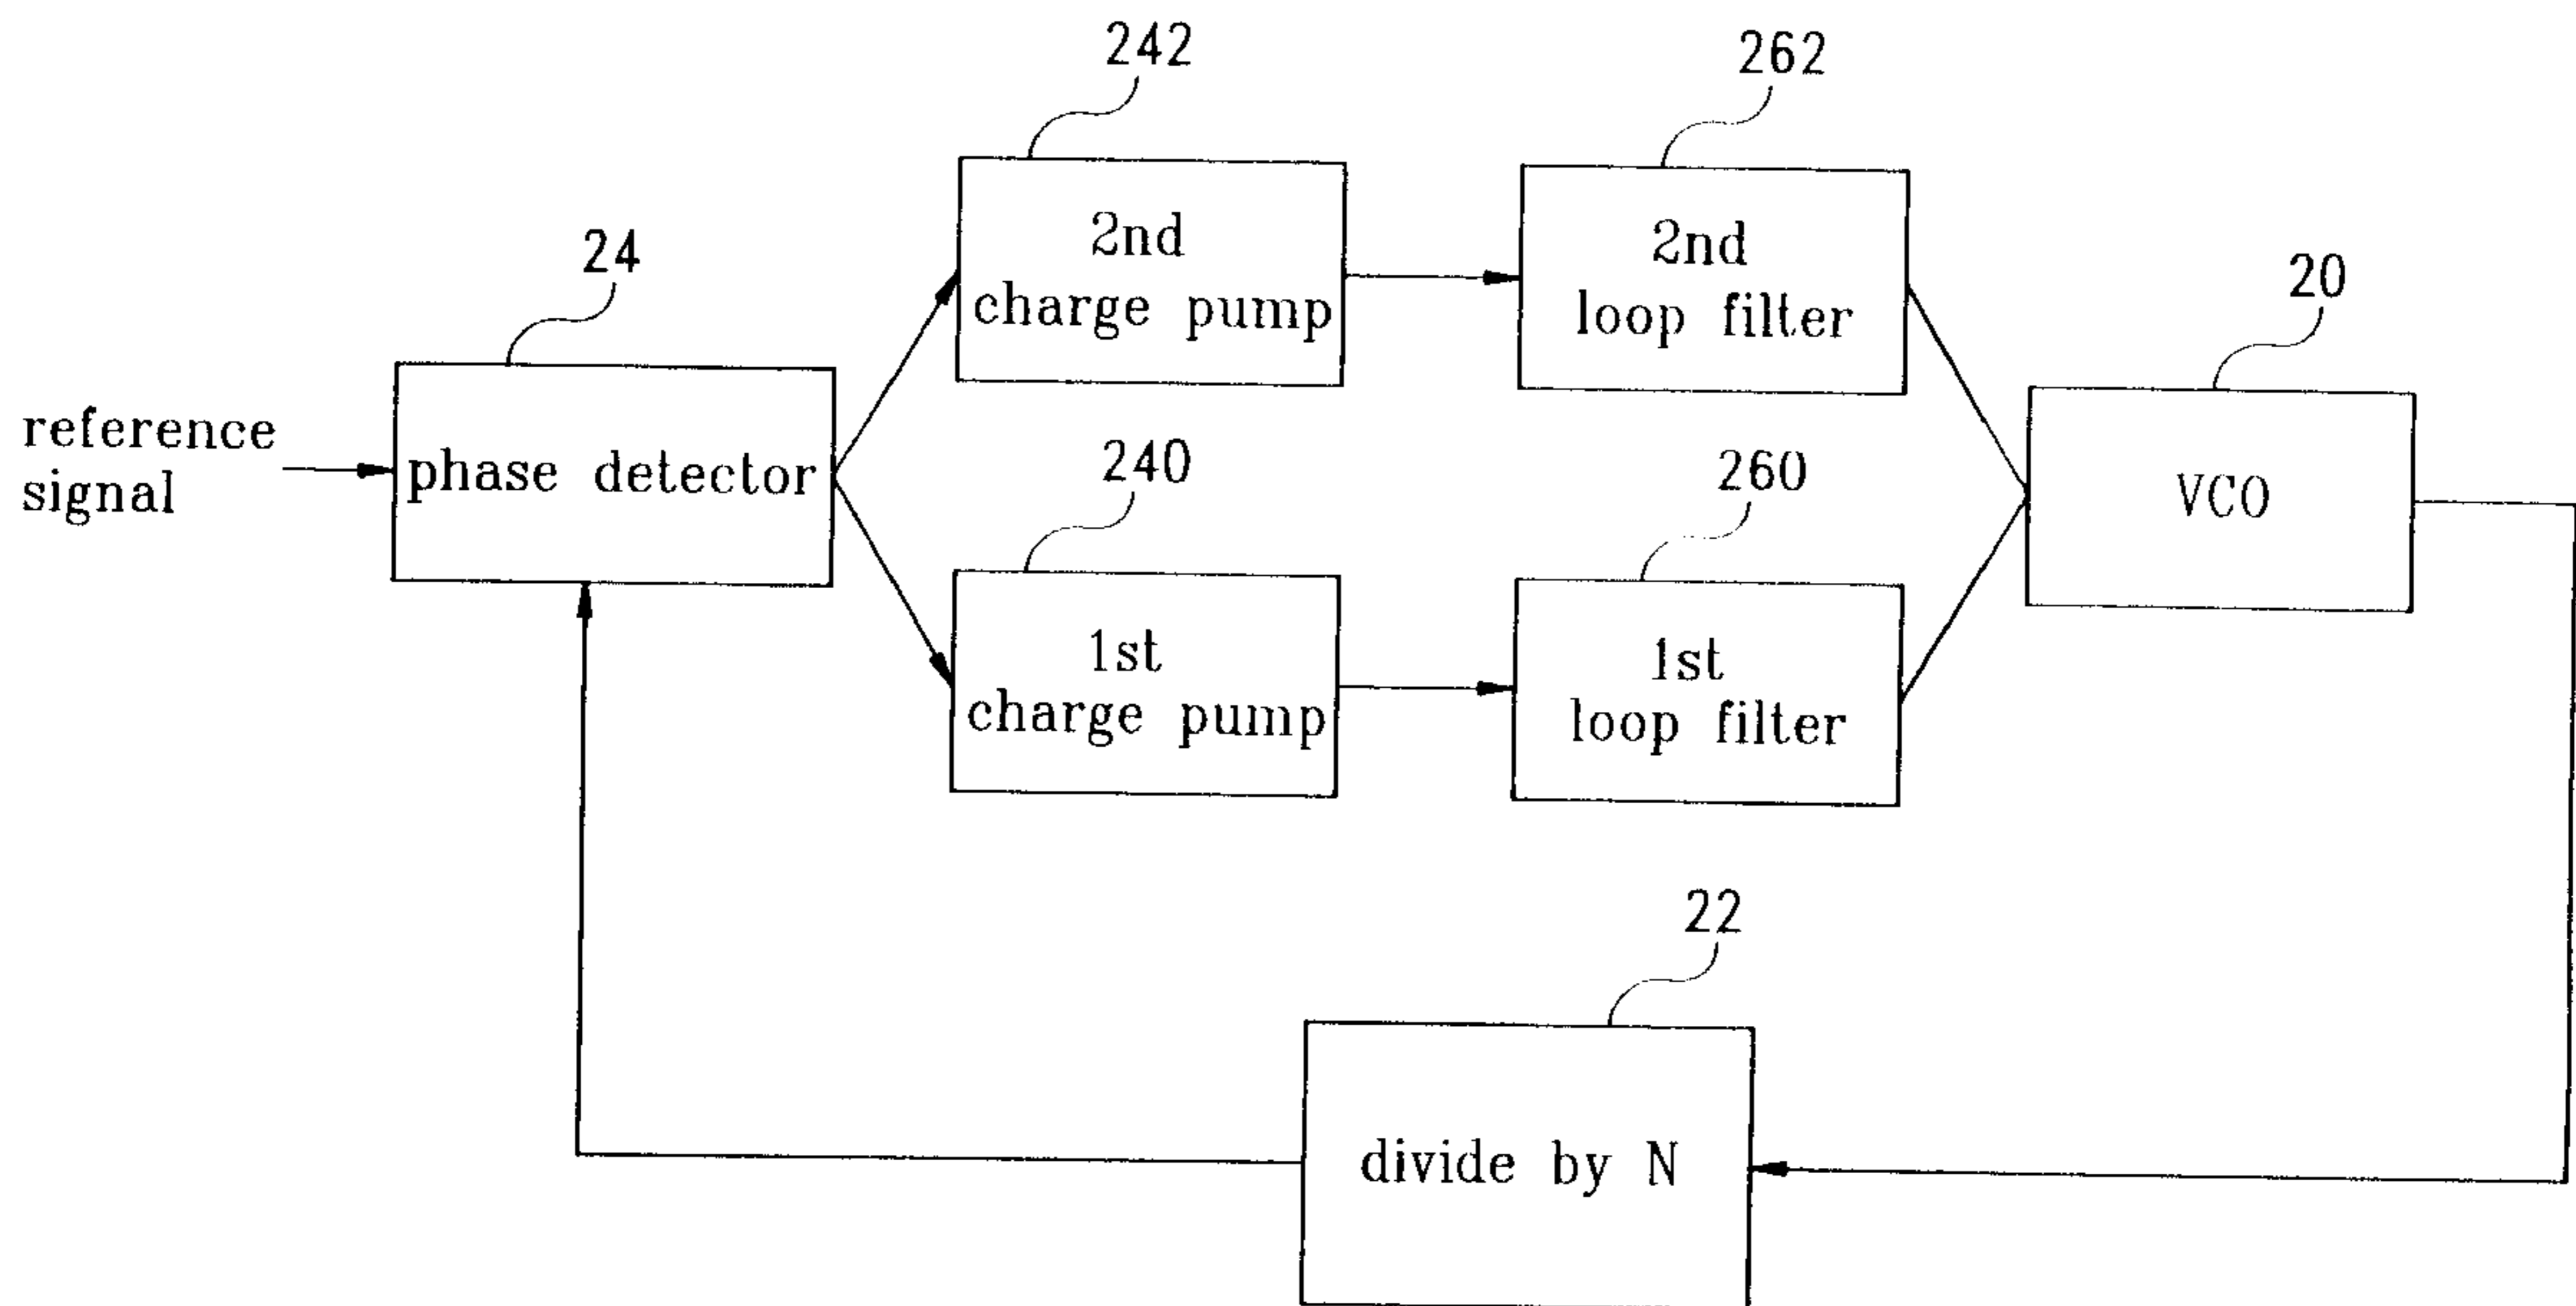 242
262
2nd
charge pump
2nd
loop filter
24
20
reference
signal
phase detector
240
260
VCO
1st
charge pump
1st
loop filter
22
divide by N